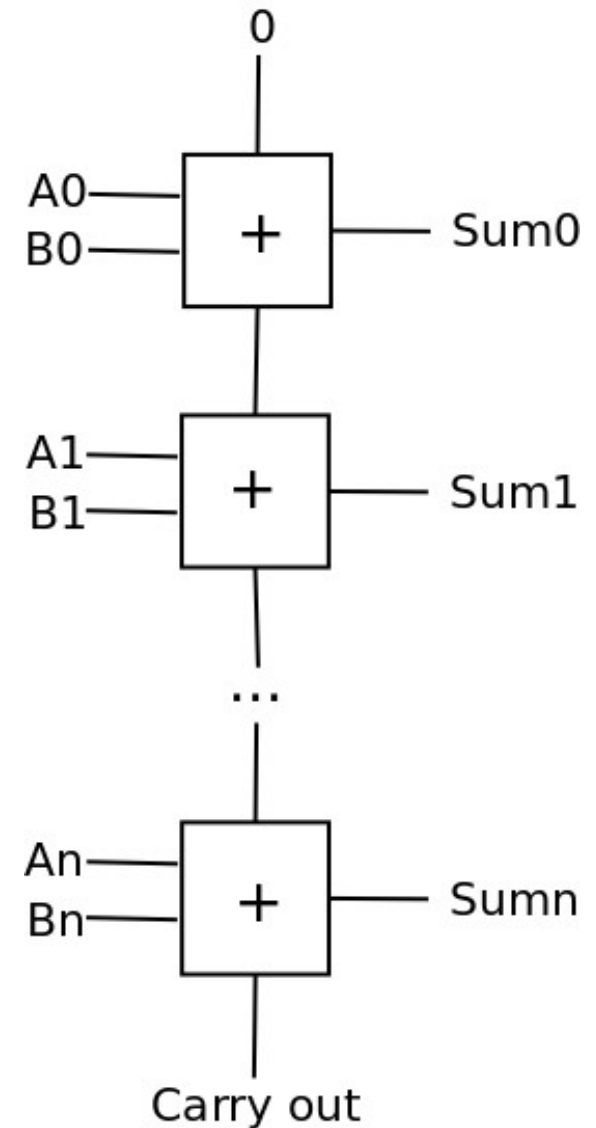 0
A0
B0
+
Sum0
A1
B1
+
Sum1
...
An
Bn
+
Sumn
Carry out